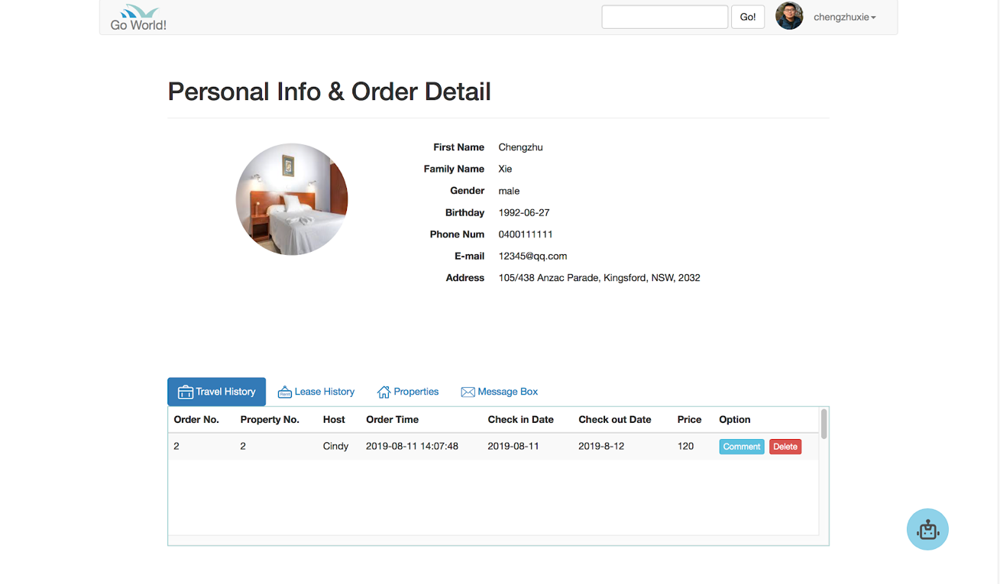 Go World!
Go!
chengzhuxie
Personal Info & Order Detail
First Name Chengzhu
Family Name Xie
Gender male
Birthday 1992-06-27
Phone Num 0400111111
E-mail 12345@qq.com
Address 105/438 Anzac Parade, Kingsford, NSW, 2032
Travel History Rent Lease History Properties Message Box
Order No. Property No. Host Order Time Check in Date Check out Date Price Option
2 2 Cindy 2019-08-11 14:07:48 2019-08-11 2019-8-12 120 Comment Delete